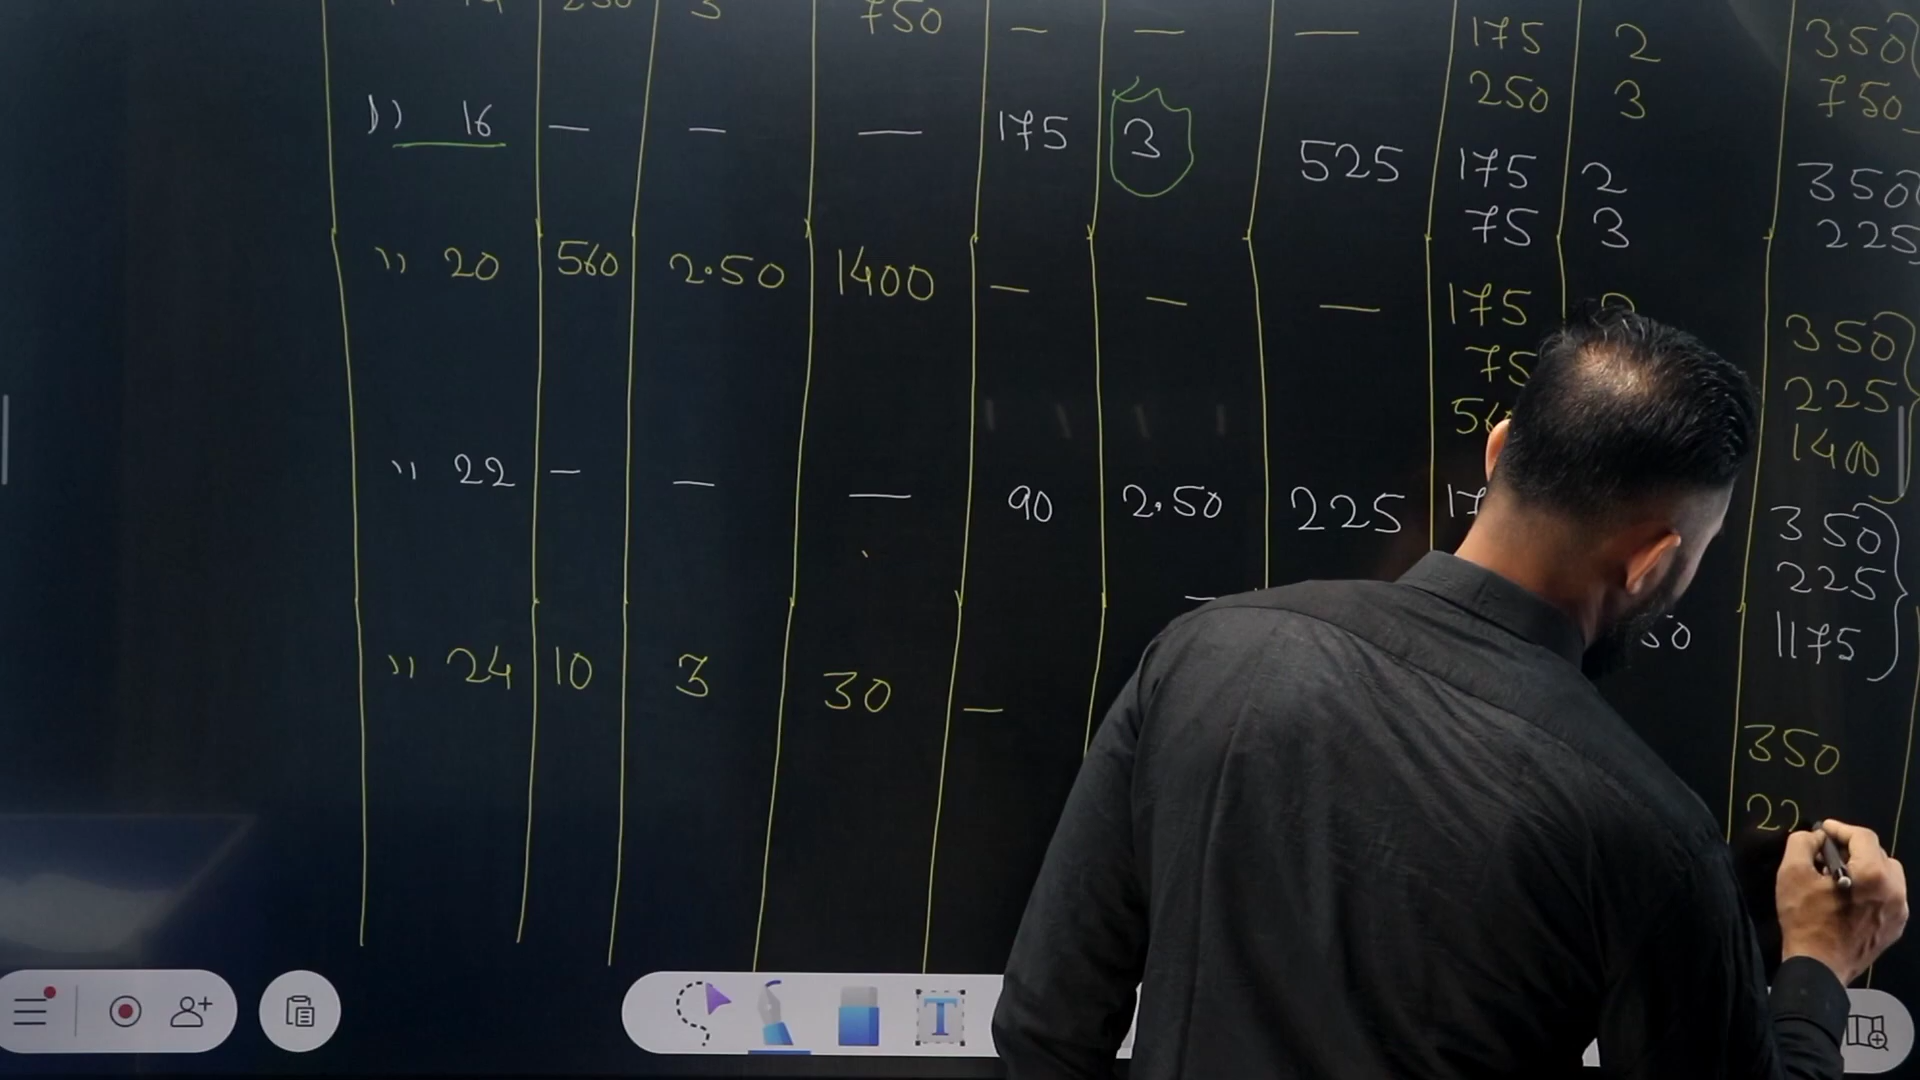 750 — — — 175 2 350
250 3 750
)) 16 — — — 175 3 525 175 2 350
75 3 225
)) 20 560 2.50 1400 — — — 175 350
75 225
1400
)) 22 — — — 90 2.50 225 350
225
50 1175
)) 24 10 3 30 — 350
22
T